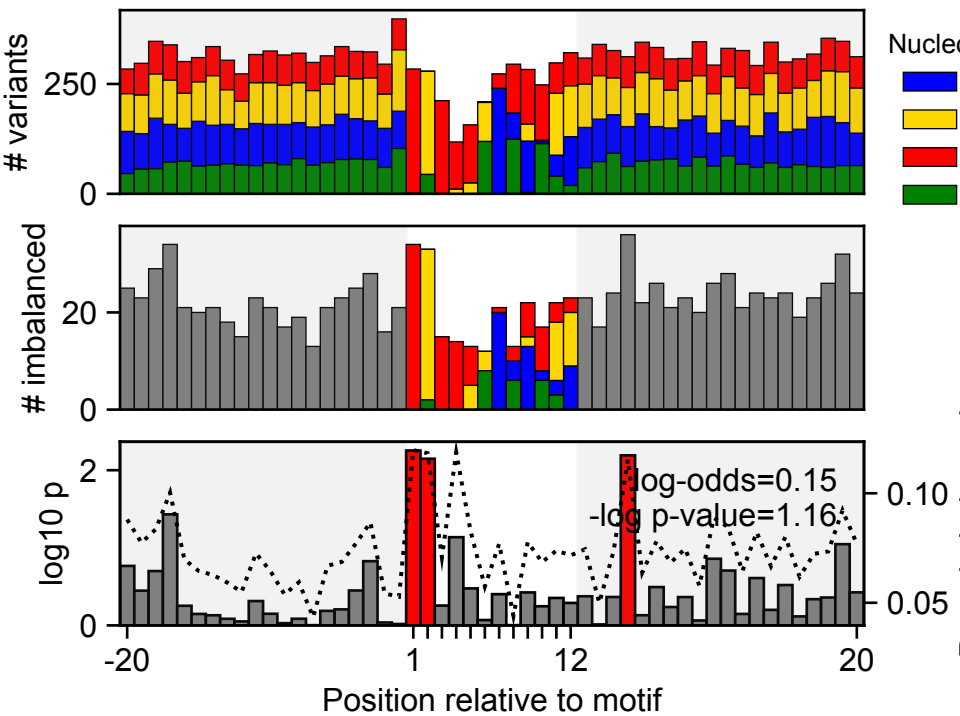 # variants
250
0
Nucleo
# imbalanced
20
0
log10 p
2
0
log-odds=0.15
-log p-value=1.16
0.10
0.05
-20
1
12
20
Position relative to motif